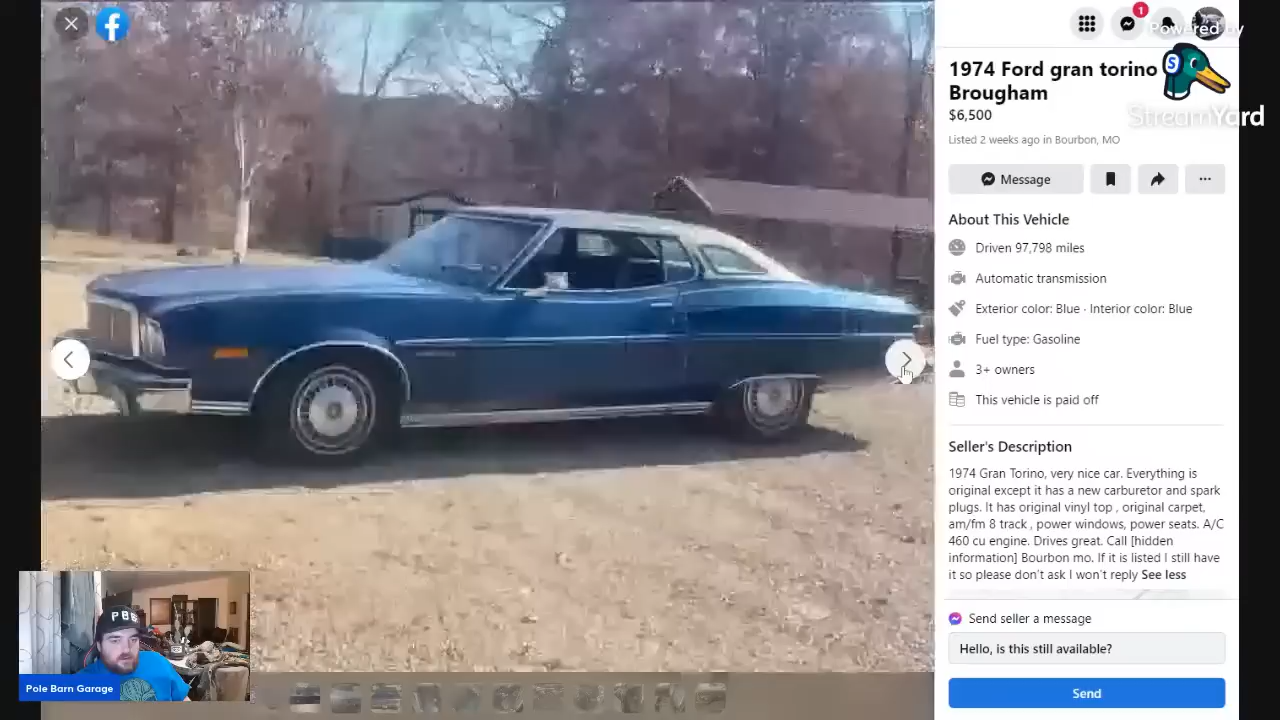 1
Powered by
StreamYard
1974 Ford gran torino
Brougham
$6,500
Listed 2 weeks ago in Bourbon, MO
Message
About This Vehicle
Driven 97,798 miles
Automatic transmission
Exterior color: Blue · Interior color: Blue
Fuel type: Gasoline
3+ owners
This vehicle is paid off
Seller's Description
1974 Gran Torino, very nice car. Everything is
original except it has a new carburetor and spark
plugs. It has original vinyl top , original carpet,
am/fm 8 track , power windows, power seats. A/C
460 cu engine. Drives great. Call [hidden
information] Bourbon mo. If it is listed I still have
it so please don't ask I won't reply See less
Send seller a message
Hello, is this still available?
Send
PBG
Pole Barn Garage